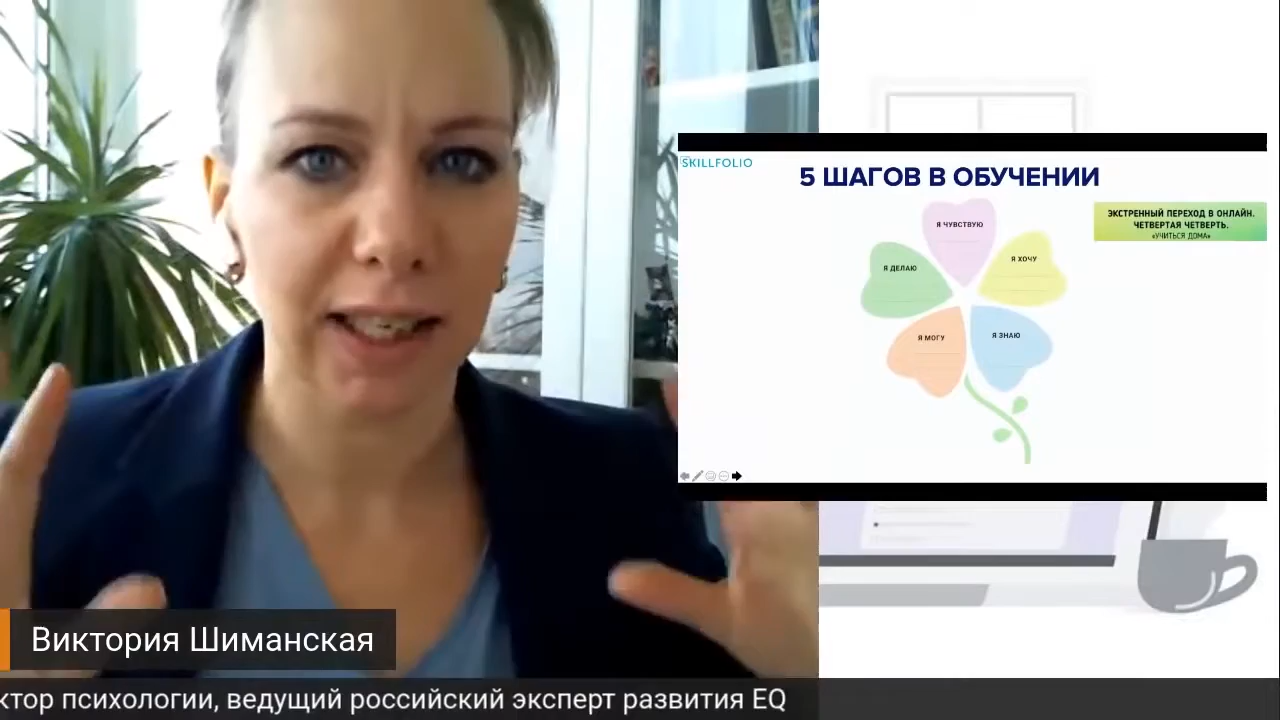 SKILLFOLIO
5 ШАГОВ В ОБУЧЕНИИ
ЭКСТРЕННЫЙ ПЕРЕХОД В ОНЛАЙН.
ЧЕТВЕРТАЯ ЧЕТВЕРТЬ.
«УЧИТЬСЯ ДОМА»
Я ЧУВСТВУЮ
Я ХОЧУ
Я ДЕЛАЮ
Я МОГУ
Я ЗНАЮ
Виктория Шиманская
ктор психологии, ведущий российский эксперт развития EQ